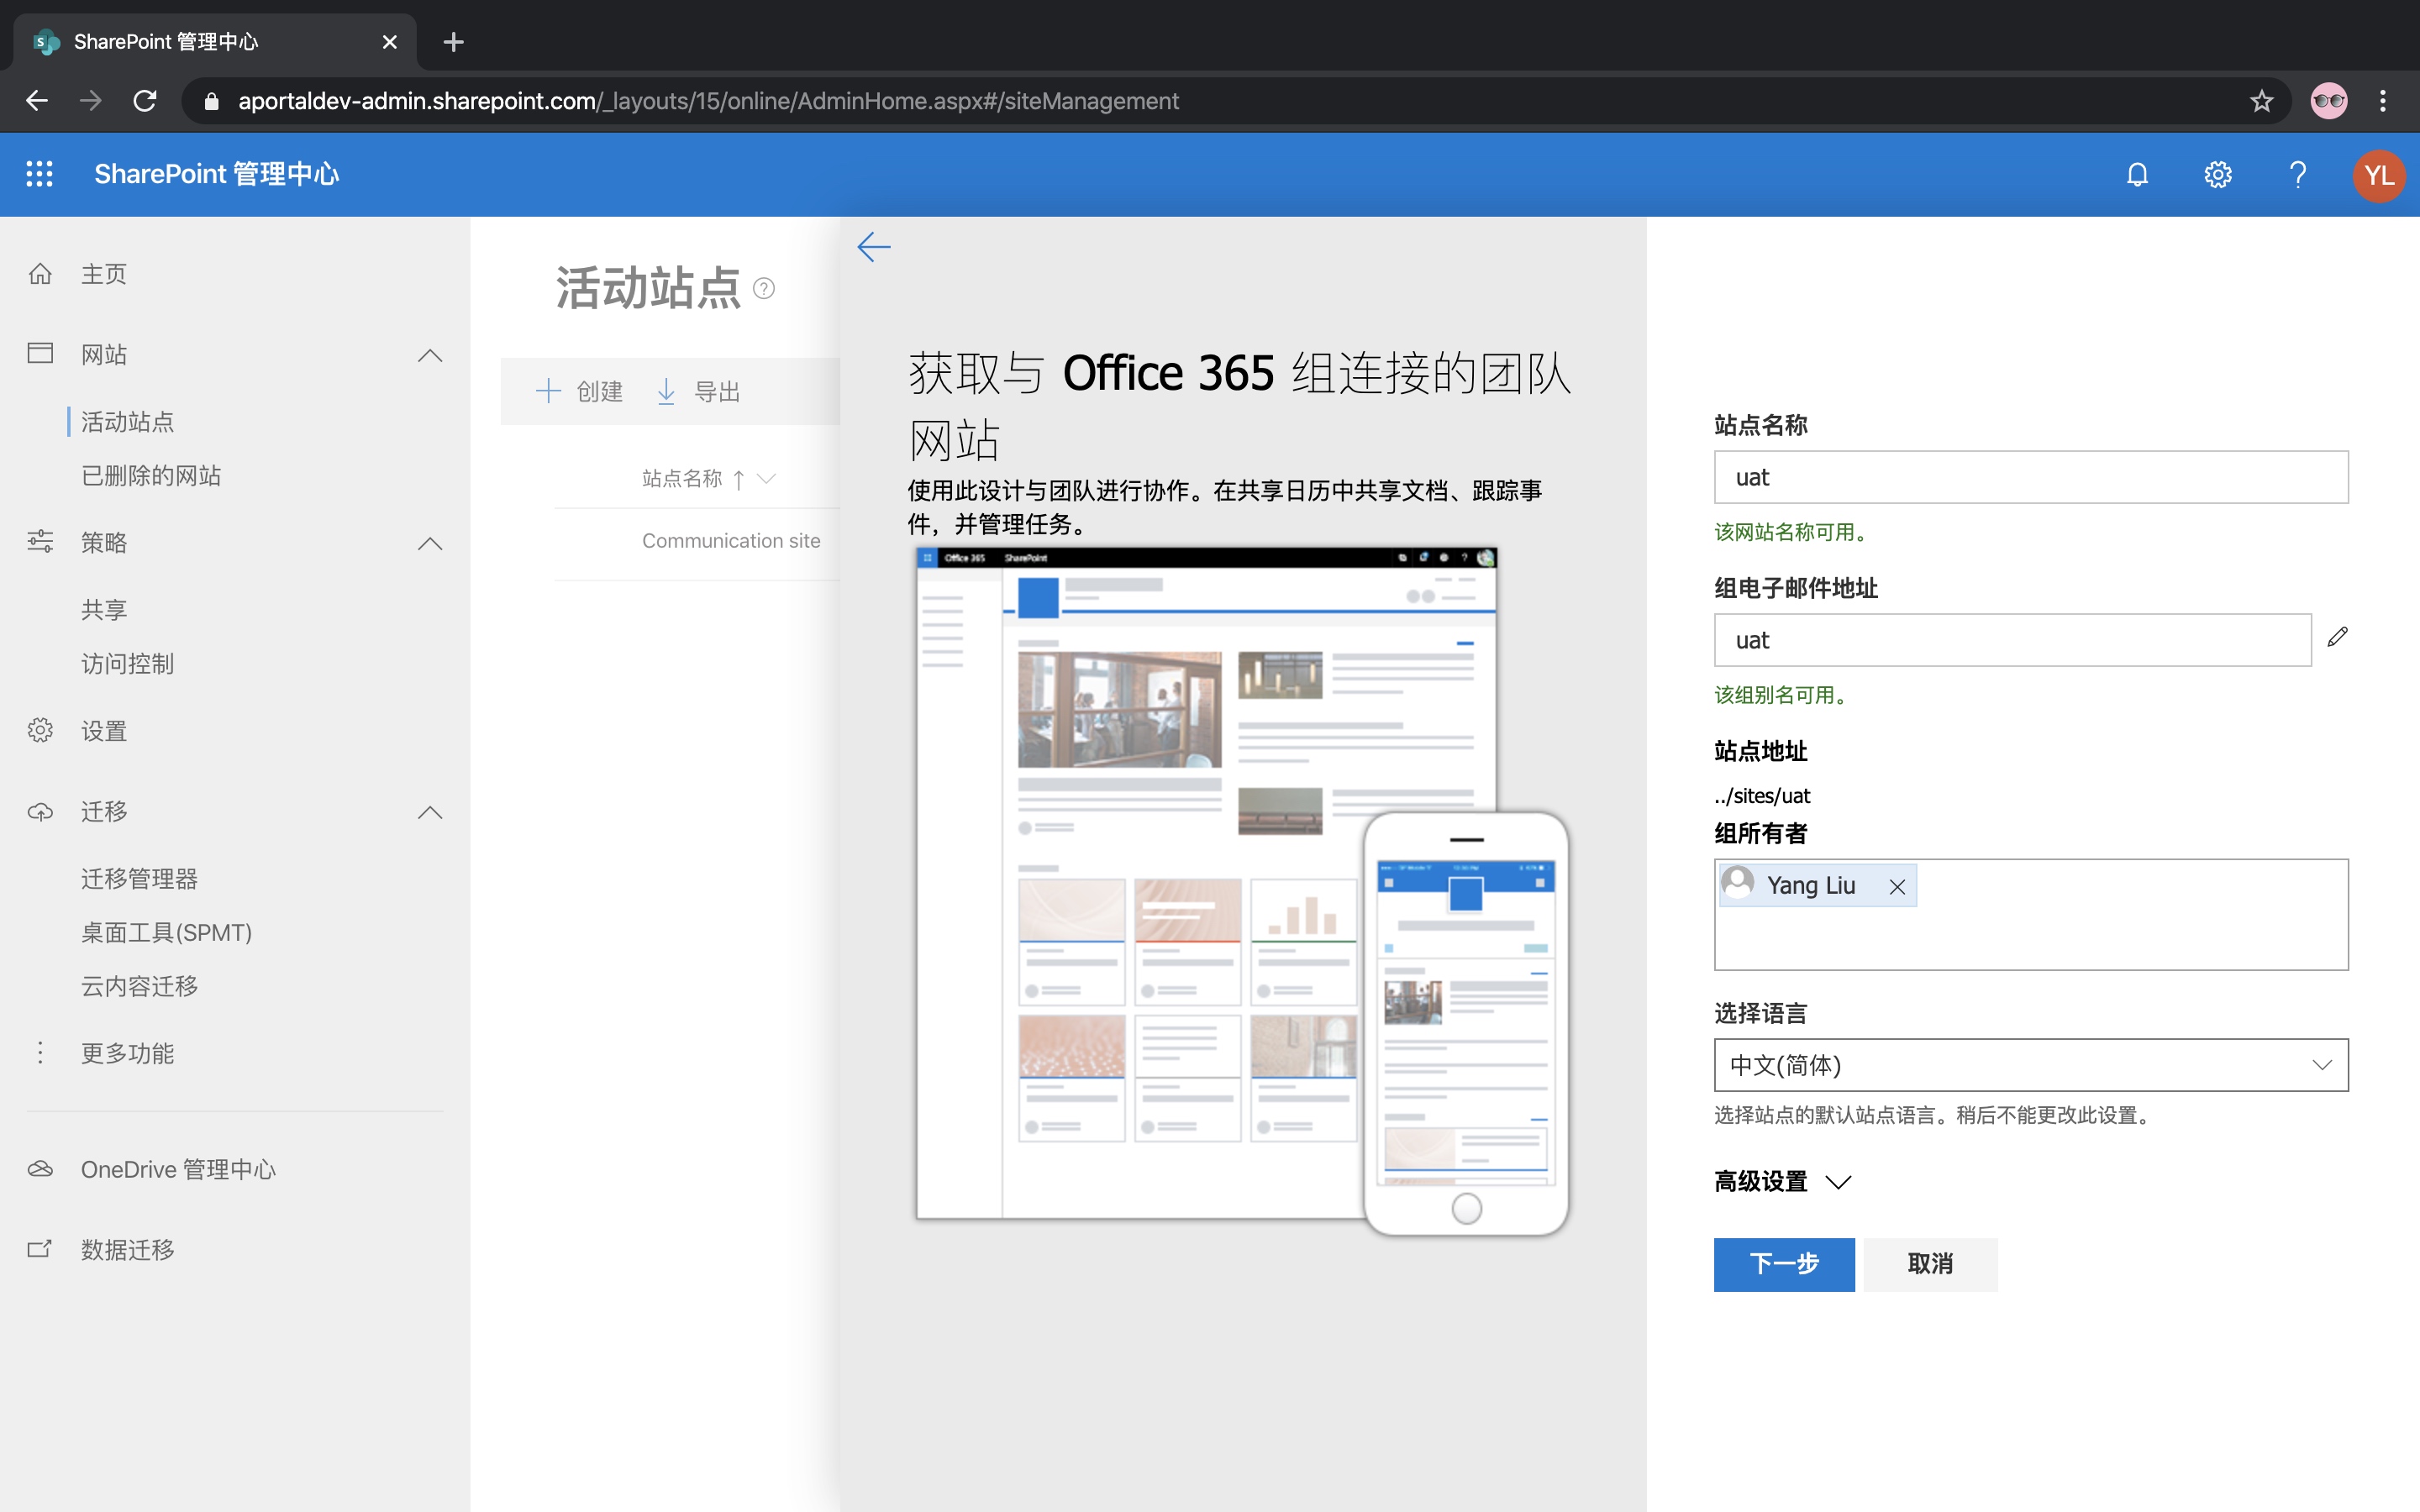 SharePoint 管理中心
aportaldev-admin.sharepoint.com/_layouts/15/online/AdminHome.aspx#/siteManagement
SharePoint 管理中心
YL
主页
网站
活动站点
已删除的网站
策略
共享
访问控制
设置
迁移
迁移管理器
桌面工具(SPMT)
云内容迁移
更多功能
OneDrive 管理中心
数据迁移
活动站点
创建
导出
站点名称
Communication site
获取与 Office 365 组连接的团队
网站
使用此设计与团队进行协作。在共享日历中共享文档、跟踪事
件，并管理任务。
Office 365 SharePoint
站点名称
uat
该网站名称可用。
组电子邮件地址
uat
该组别名可用。
站点地址
../sites/uat
组所有者
Yang Liu
选择语言
中文(简体)
选择站点的默认站点语言。稍后不能更改此设置。
高级设置
下一步
取消